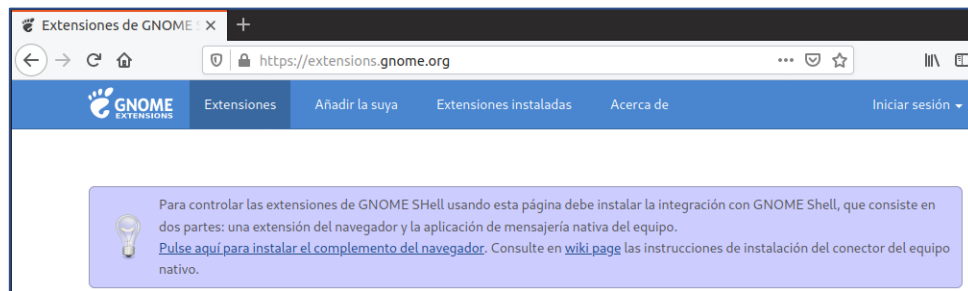 Extensiones de GNOME S
https://extensions.gnome.org
GNOME
EXTENSIONS
Extensiones
Añadir la suya
Extensiones instaladas
Acerca de
Iniciar sesión
Para controlar las extensiones de GNOME SHell usando esta página debe instalar la integración con GNOME Shell, que consiste en
dos partes: una extensión del navegador y la aplicación de mensajería nativa del equipo.
Pulse aquí para instalar el complemento del navegador. Consulte en wiki page las instrucciones de instalación del conector del equipo
nativo.